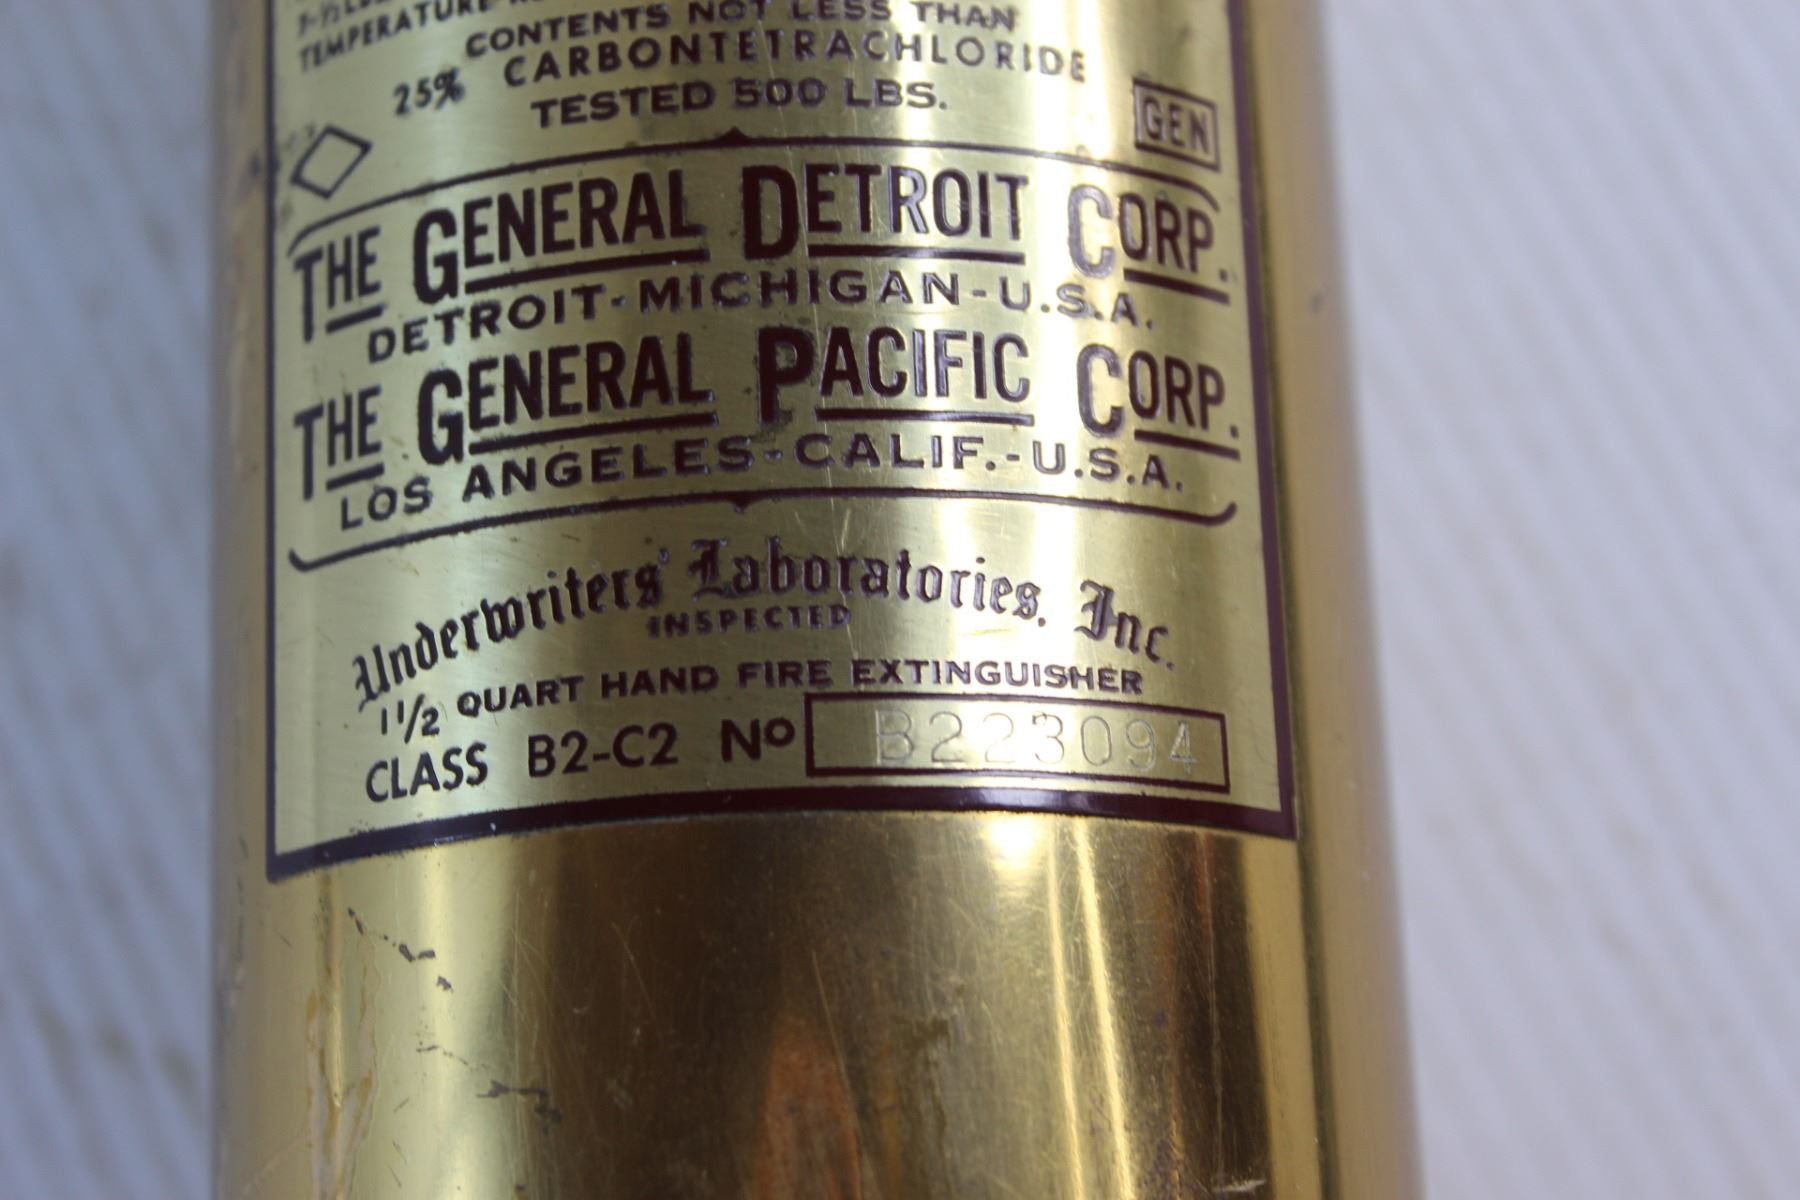 TEMPERATURE
CONTENTS NOT LESS THAN
25% CARBONTETRACHLORIDE
TESTED 500 LBS.
GEN
THE GENERAL DETROIT CORP.
DETROIT-MICHIGAN-U.S.A.
THE GENERAL PACIFIC CORP.
LOS ANGELES-CALIF.-U.S.A.
Underwriters' Laboratories, Inc.
INSPECTED
1 1/2 QUART HAND FIRE EXTINGUISHER
CLASS B2-C2 No B223094